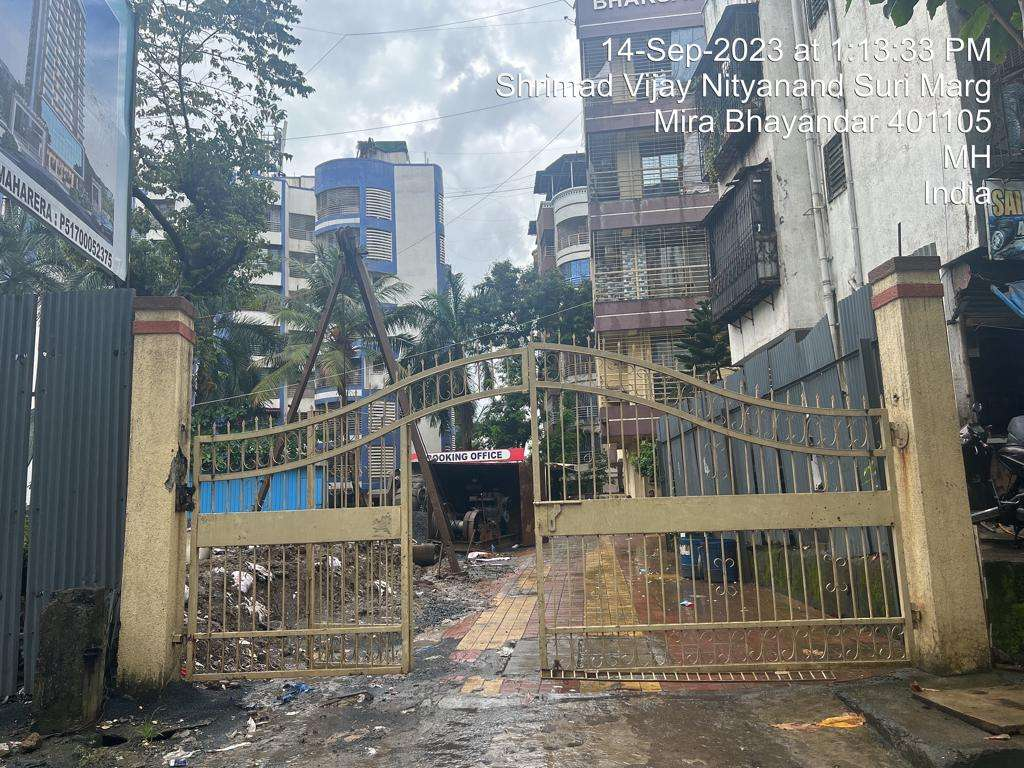 14-Sep-2023 at 1:13:33 PM
Shrimad Vijay Nityanand Suri Marg
Mira Bhayandar 401105
MH
India
MAHARERA : P51700052375
BOOKING OFFICE